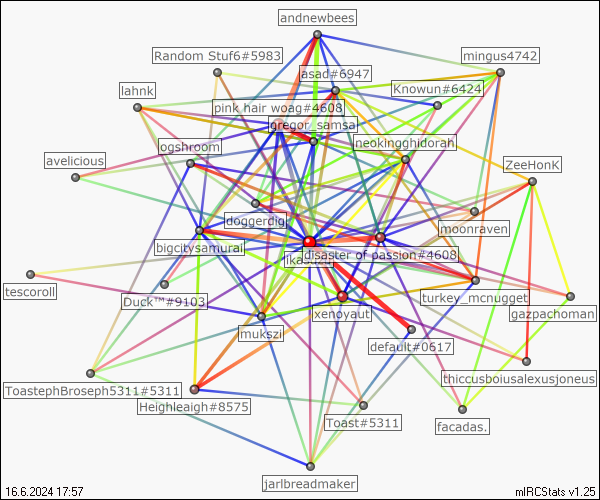 andnewbees
Random Stuf6#5983
mingus4742
asad#6947
lahnk
Knowun#6424
pink hair woag#4608
gregor_samsa
ogshroom
neokingghidorah
avelicious
ZeeHonK
doggerdig
moonraven
bigcitysamurai
disaster of passion#4608
tescoroll
Duck™#9103
turkey_mcnugget
xenoyaut
gazpachoman
mukszi
default#0617
ToastephBroseph5311#5311
thiccusboiusalexusjoneus
Heighleaigh#8575
Toast#5311
facadas.
jarlbreadmaker
16.6.2024 17:57
mIRCStats v1.25